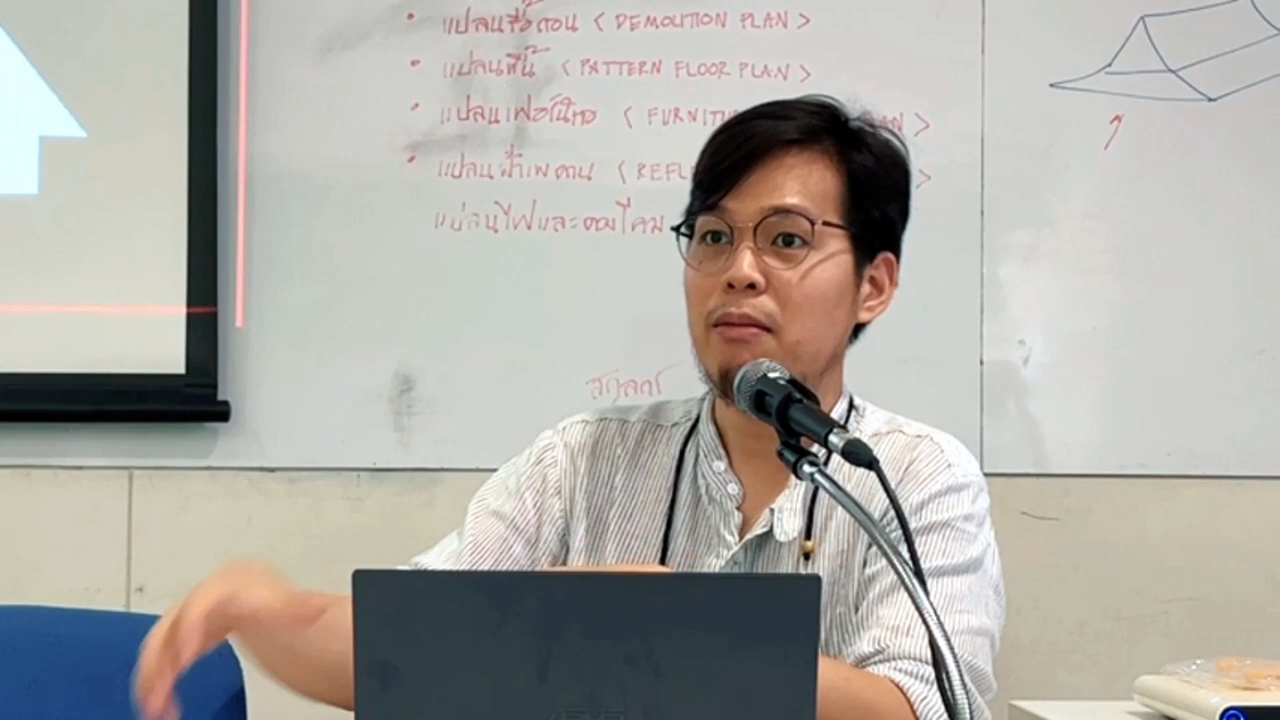 • แปลนรื้อถอน < DEMOLITION PLAN >
• แปลนพื้น < PATTERN FLOOR PLAN >
• แปลนเฟอร์นิเจอ < FURNITU AN >
• แปลนฝ้าเพดาน < REFLE >
แปลนไฟและดวงโคม